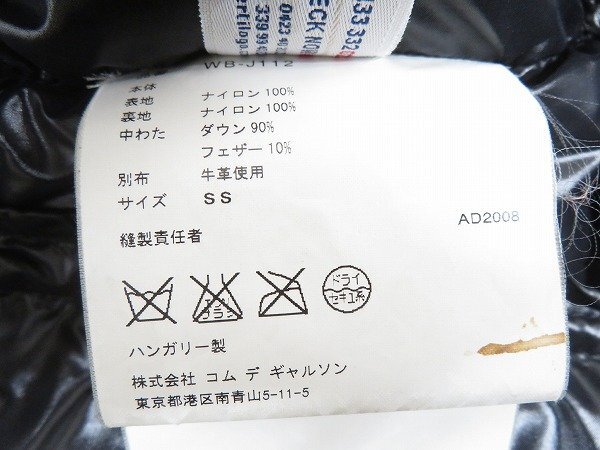 WB-J112
本体
表地 ナイロン 100%
裏地 ナイロン 100%
中わた ダウン 90%
フェザー 10%
別布 牛革使用
サイズ SS
AD2008
縫製責任者
ドライ
セキユ系
ハンガリー製
株式会社 コム デ ギャルソン
東京都港区南青山5-11-5